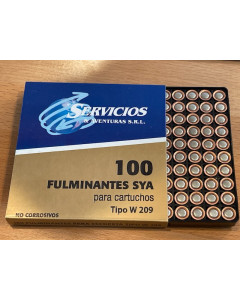 SERVICIOS
Y AVENTURAS S.R.L.
100
FULMINANTES SYA
para cartuchos
Tipo W 209
NO CORROSIVOS